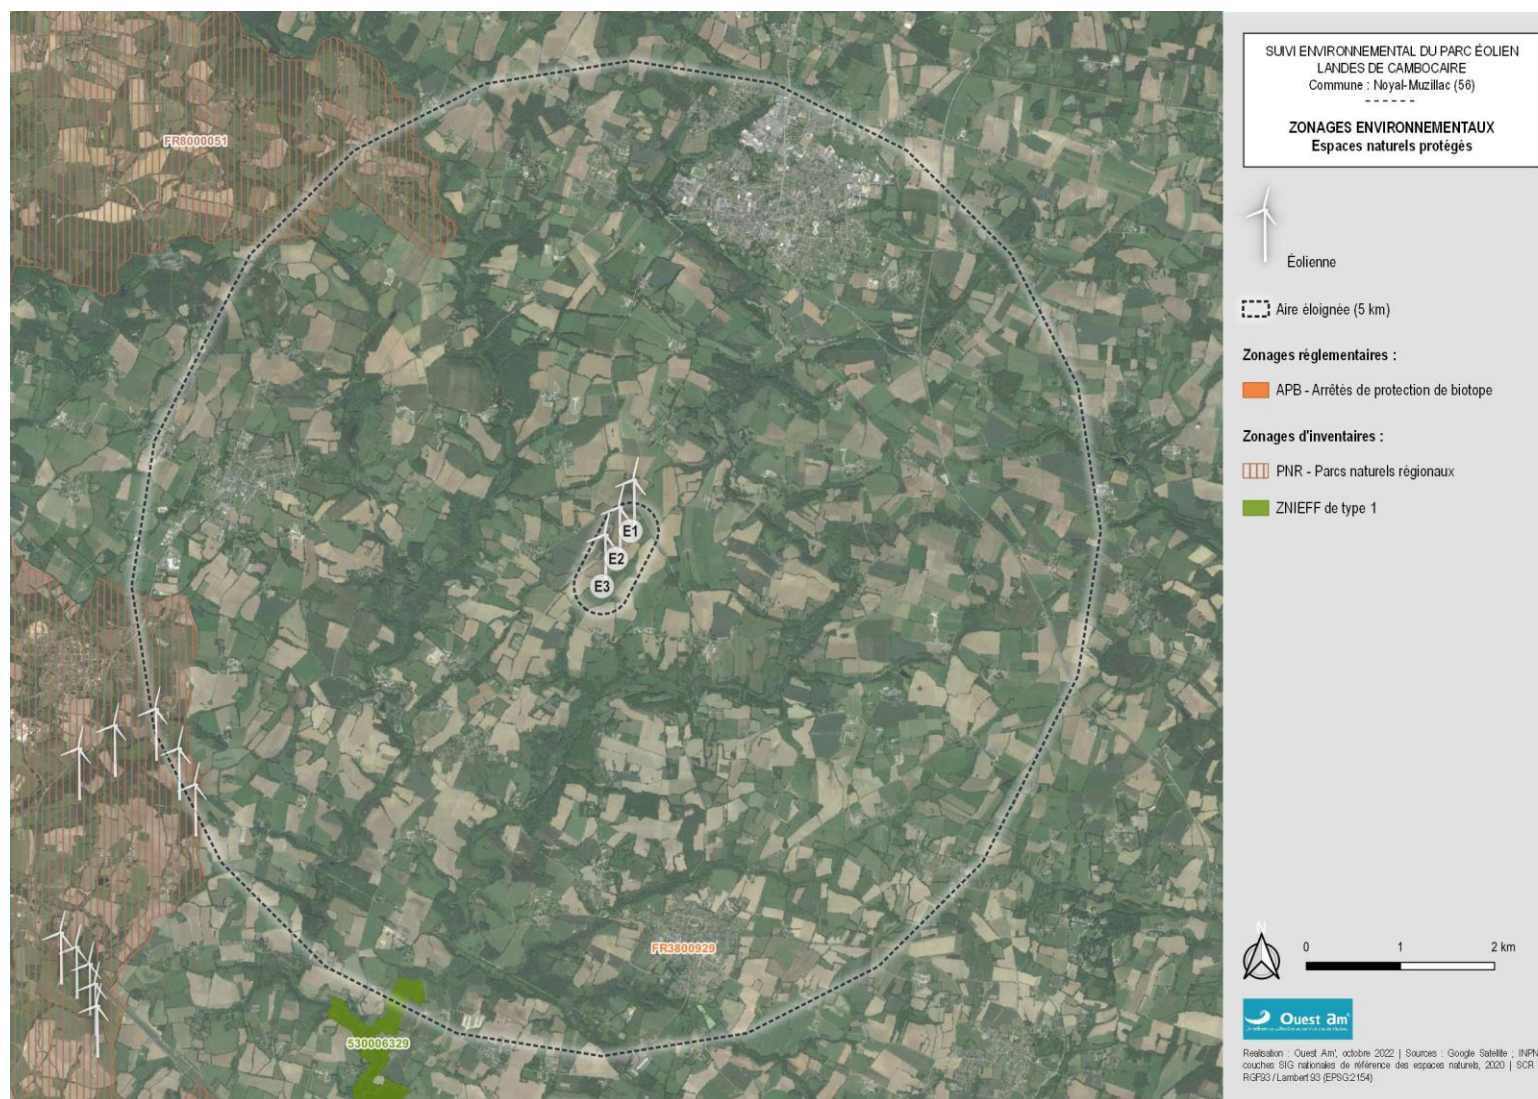 FR8000051
E1
E2
E3
FR3800929
530006329
SUIVI ENVIRONNEMENTAL DU PARC ÉOLIEN
LANDES DE CAMBOCAIRE
Commune : Noyal-Muzillac (56)
ZONAGES ENVIRONNEMENTAUX
Espaces naturels protégés
Éolienne
Aire éloignée (5 km)
Zonages réglementaires :
APB - Arrêtés de protection de biotope
Zonages d'inventaires :
PNR - Parcs naturels régionaux
ZNIEFF de type 1
N
0 1 2 km
Ouest am'
Realisation : Ouest Am', octobre 2022 | Sources : Google Satellite ; INPN
couches SIG nationales de référence des espaces naturels, 2020 | SCR
RGF93 / Lambert 93 (EPSG:2154)